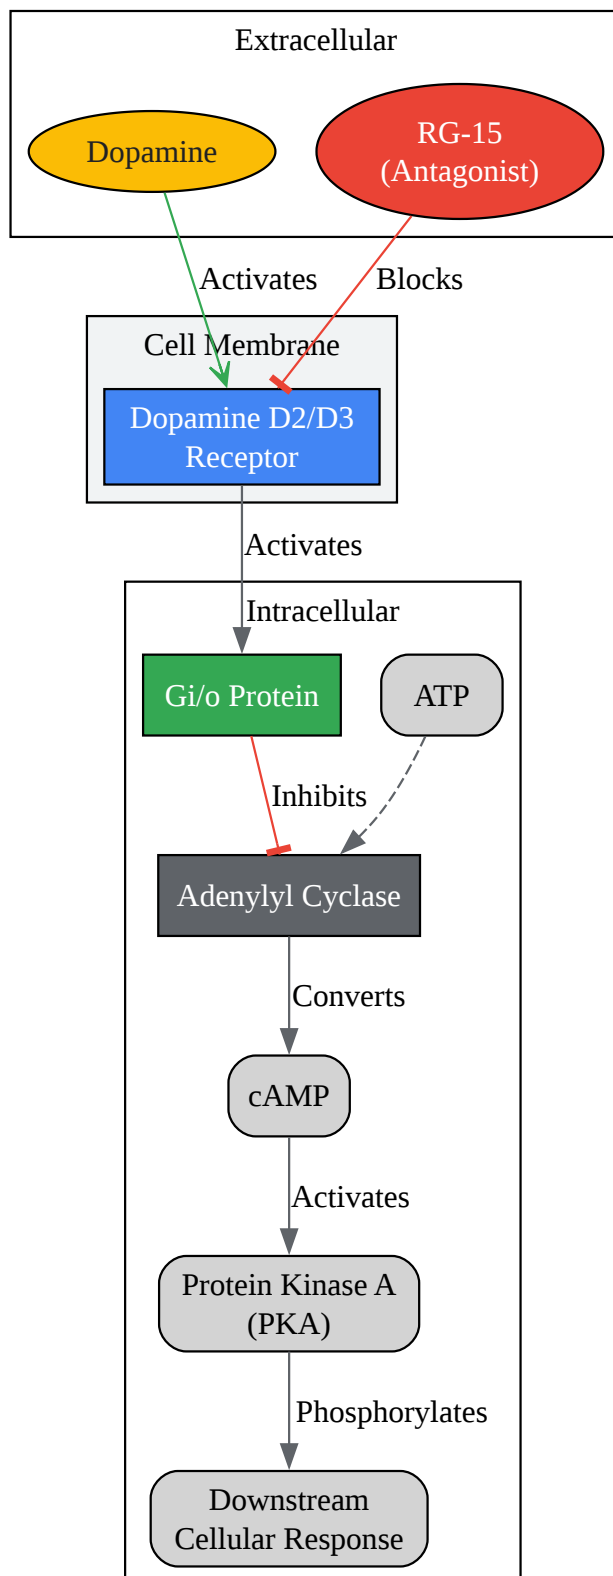 Extracellular
Dopamine
RG-15
(Antagonist)
Activates
Blocks
Cell Membrane
Dopamine D2/D3
Receptor
Activates
Intracellular
Gi/o Protein
ATP
Inhibits
Adenylyl Cyclase
Converts
cAMP
Activates
Protein Kinase A
(PKA)
Phosphorylates
Downstream
Cellular Response